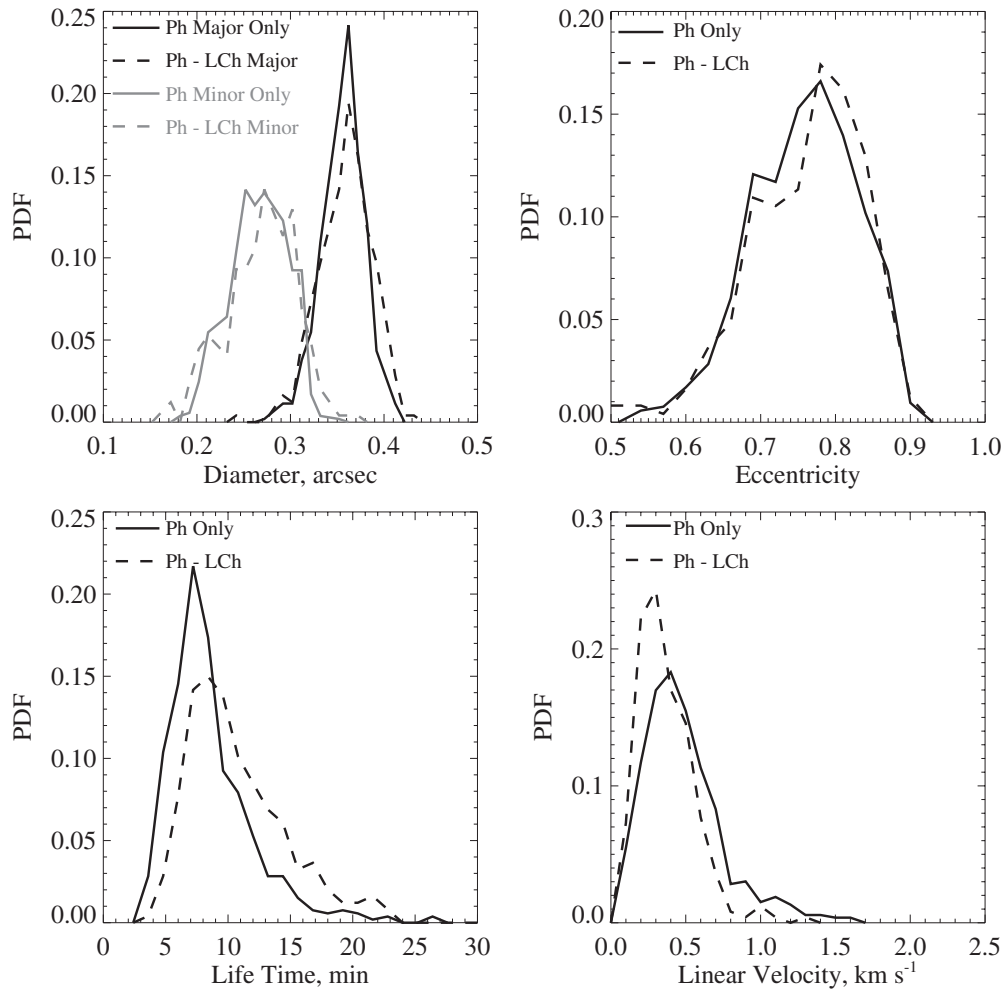 0.25
0.20
0.15
0.10
0.05
0.00
PDF
Ph Major Only
Ph - LCh Major
Ph Minor Only
Ph - LCh Minor
0.1
0.2
0.3
0.4
0.5
Diameter, arcsec
0.20
0.15
0.10
0.05
0.00
PDF
Ph Only
Ph - LCh
0.5
0.6
0.7
0.8
0.9
1.0
Eccentricity
0.25
0.20
0.15
0.10
0.05
0.00
PDF
Ph Only
Ph - LCh
0
5
10
15
20
25
30
Life Time, min
0.3
0.2
0.1
0.0
PDF
Ph Only
Ph - LCh
0.0
0.5
1.0
1.5
2.0
2.5
Linear Velocity, km s⁻¹